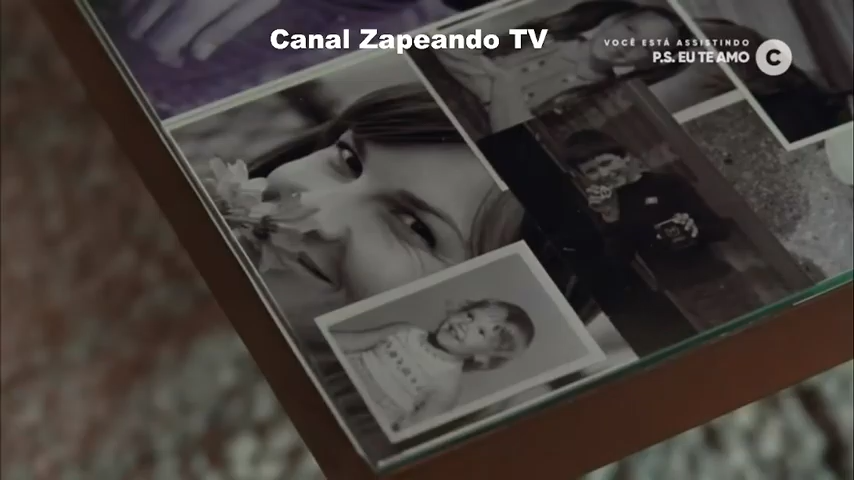 Canal Zapeando TV
VOCÊ ESTÁ ASSISTINDO
P.S. EU TE AMO
C